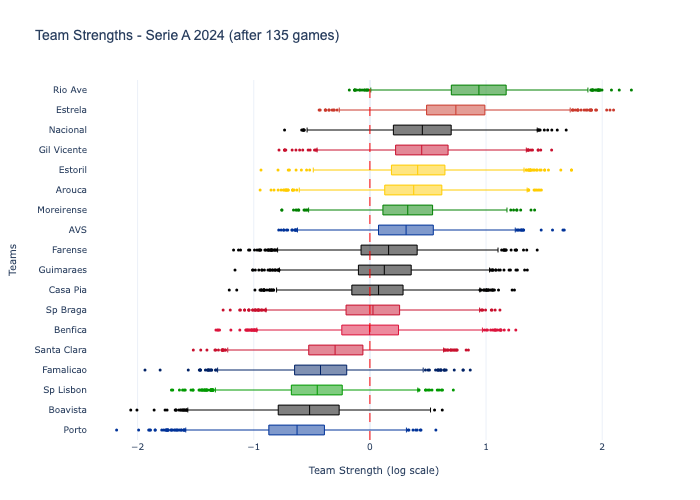 Team Strengths - Serie A 2024 (after 135 games)
Rio Ave
Estrela
Nacional
Gil Vicente
Estoril
Arouca
Moreirense
AVS
Farense
Guimaraes
Casa Pia
Sp Braga
Benfica
Santa Clara
Famalicao
Sp Lisbon
Boavista
Porto
Teams
−2
−1
0
1
2
Team Strength (log scale)